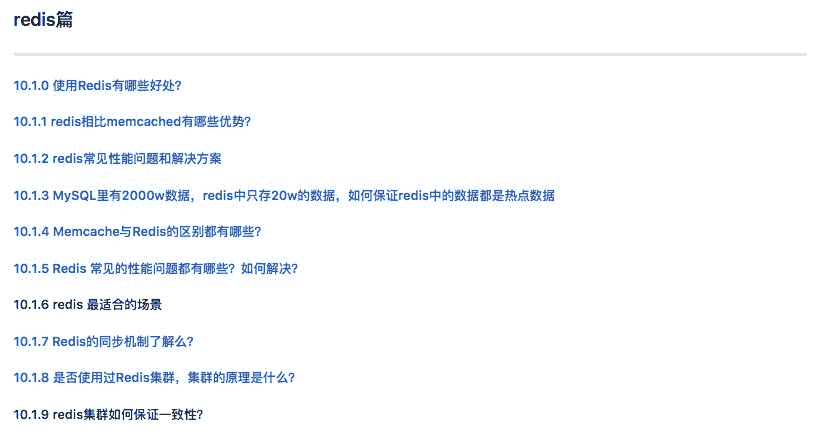 redis篇
10.1.0 使用Redis有哪些好处？
10.1.1 redis相比memcached有哪些优势？
10.1.2 redis常见性能问题和解决方案
10.1.3 MySQL里有2000w数据，redis中只存20w的数据，如何保证redis中的数据都是热点数据
10.1.4 Memcache与Redis的区别都有哪些？
10.1.5 Redis 常见的性能问题都有哪些？如何解决？
10.1.6 redis 最适合的场景
10.1.7 Redis的同步机制了解么？
10.1.8 是否使用过Redis集群，集群的原理是什么？
10.1.9 redis集群如何保证一致性？